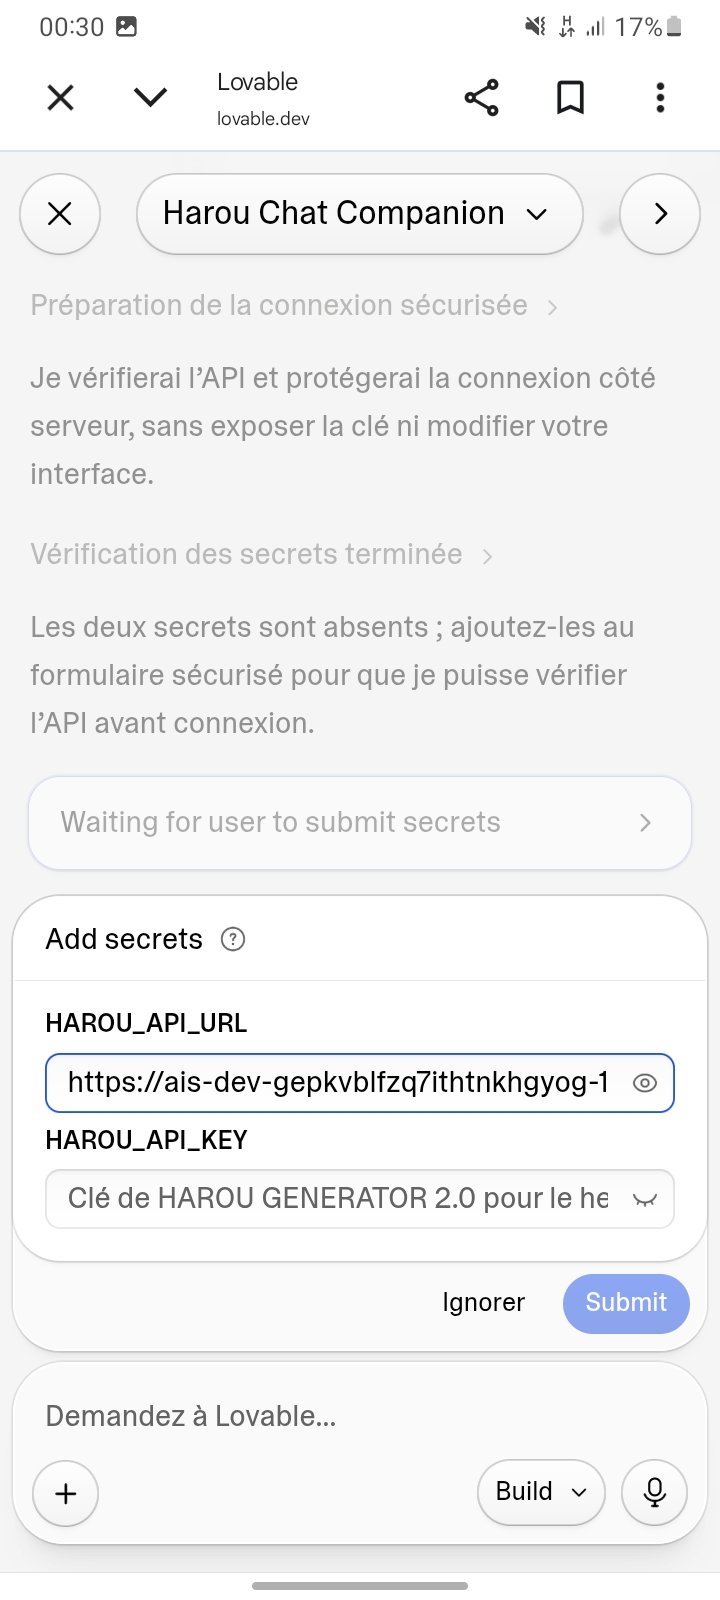 00:30
17%
Lovable
lovable.dev
Harou Chat Companion
Préparation de la connexion sécurisée
Je vérifierai l’API et protégerai la connexion côté
serveur, sans exposer la clé ni modifier votre
interface.
Vérification des secrets terminée
Les deux secrets sont absents ; ajoutez-les au
formulaire sécurisé pour que je puisse vérifier
l’API avant connexion.
Waiting for user to submit secrets
Add secrets
HAROU_API_URL
https://ais-dev-gepkvblfzq7ithtnkhgyog-1
HAROU_API_KEY
Clé de HAROU GENERATOR 2.0 pour le he
Ignorer
Submit
Demandez à Lovable...
Build